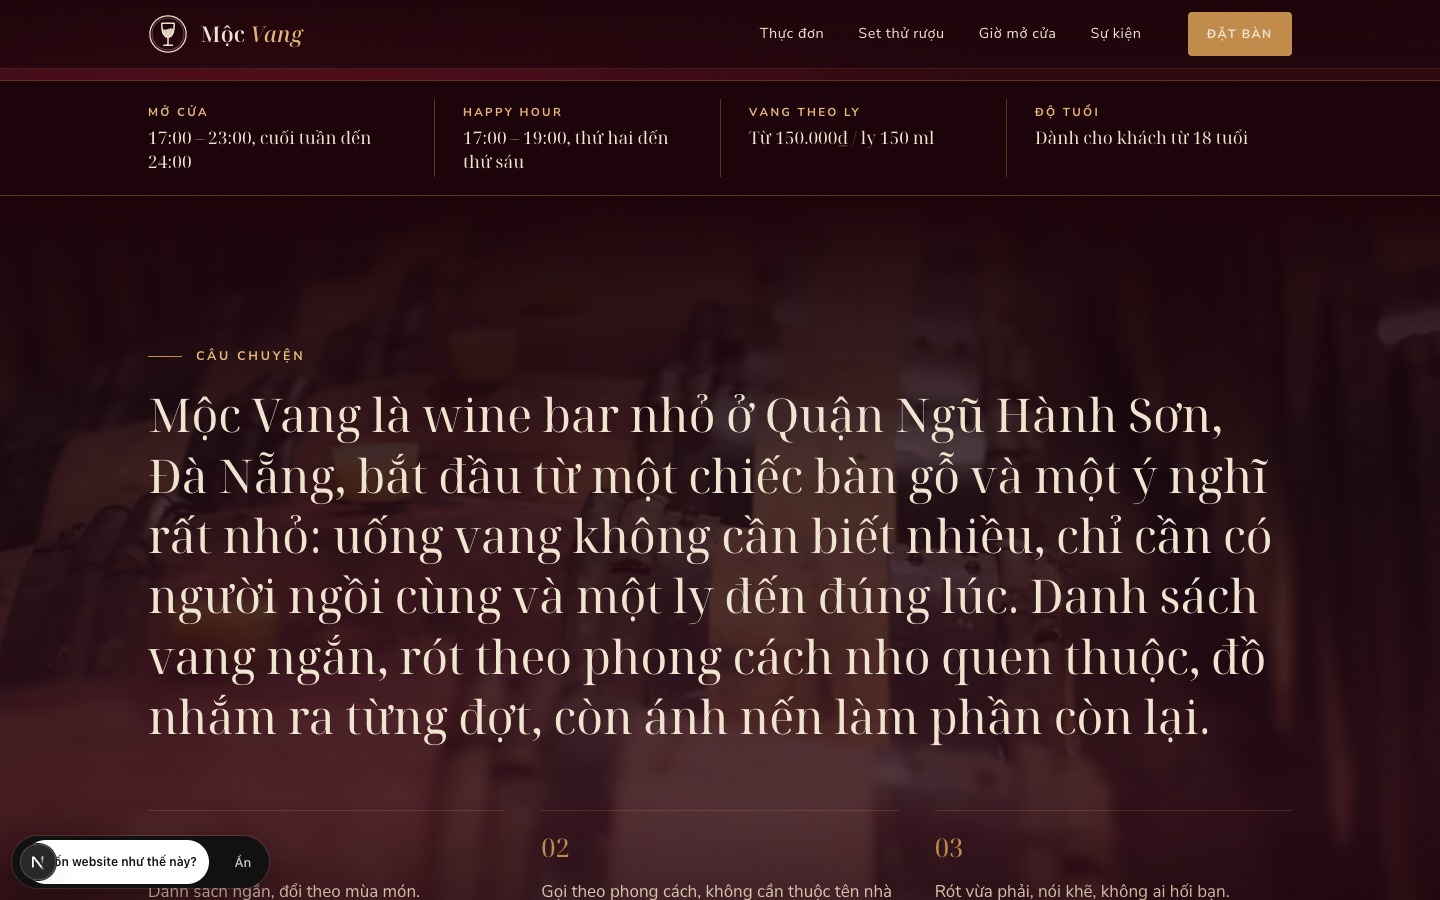 Mộc Vang
Thực đơn
Set thử rượu
Giờ mở cửa
Sự kiện
ĐẶT BÀN
MỞ CỬA
17:00 – 23:00, cuối tuần đến
24:00
HAPPY HOUR
17:00 – 19:00, thứ hai đến
thứ sáu
VANG THEO LY
Từ 150.000₫ / ly 150 ml
ĐỘ TUỔI
Dành cho khách từ 18 tuổi
CÂU CHUYỆN
Mộc Vang là wine bar nhỏ ở Quận Ngũ Hành Sơn,
Đà Nẵng, bắt đầu từ một chiếc bàn gỗ và một ý nghĩ
rất nhỏ: uống vang không cần biết nhiều, chỉ cần có
người ngồi cùng và một ly đến đúng lúc. Danh sách
vang ngắn, rót theo phong cách nho quen thuộc, đồ
nhắm ra từng đợt, còn ánh nến làm phần còn lại.
Danh sách ngắn, đổi theo mùa món.
02
Gọi theo phong cách, không cần thuộc tên nhà
03
Rót vừa phải, nói khẽ, không ai hối bạn.
website như thế này?
Ẩn